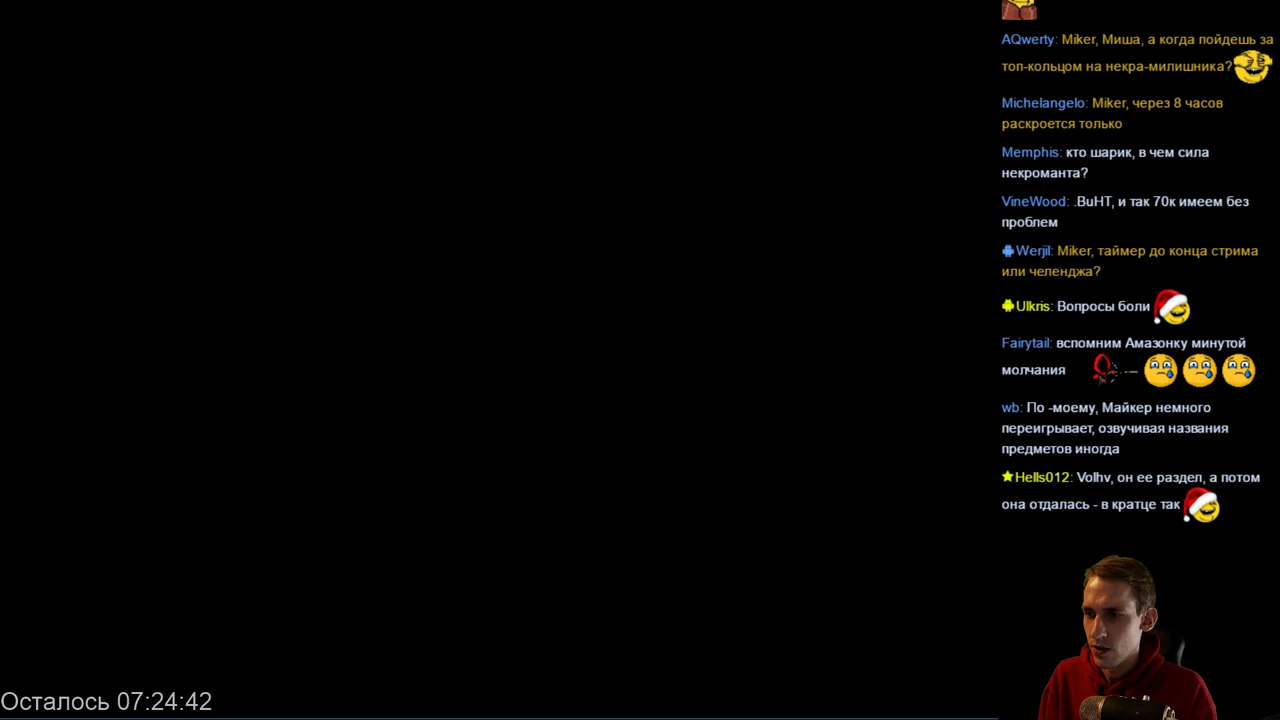 AQwerty: Miker, Миша, а когда пойдешь за
топ-кольцом на некра-милишника?
Michelangelo: Miker, через 8 часов
раскроется только
Memphis: кто шарик, в чем сила
некроманта?
VineWood: .ВиНТ, и так 70к имеем без
проблем
Werjil: Miker, таймер до конца стрима
или челенджа?
Ulkris: Вопросы боли
Fairytail: вспомним Амазонку минутой
молчания
wb: По -моему, Майкер немного
переигрывает, озвучивая названия
предметов иногда
Hells012: Volhv, он ее раздел, а потом
она отдалась - в кратце так
Осталось 07:24:42